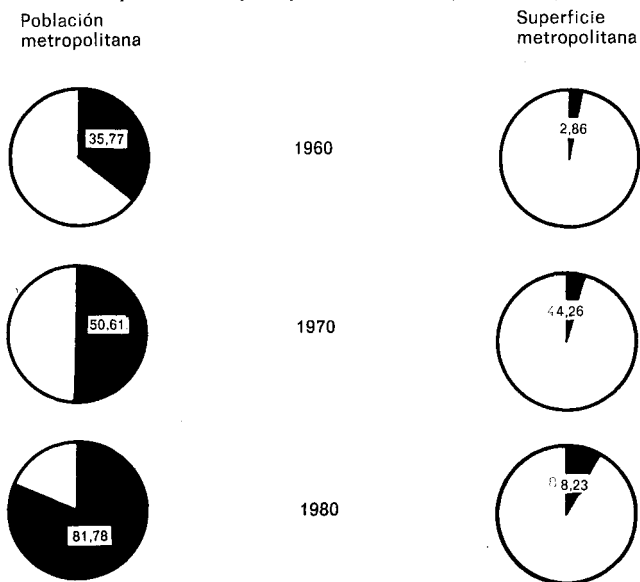 Población
metropolitana
Superficie
metropolitana
35,77
1960
2,86
50,61
1970
4,26
81,78
1980
8,23